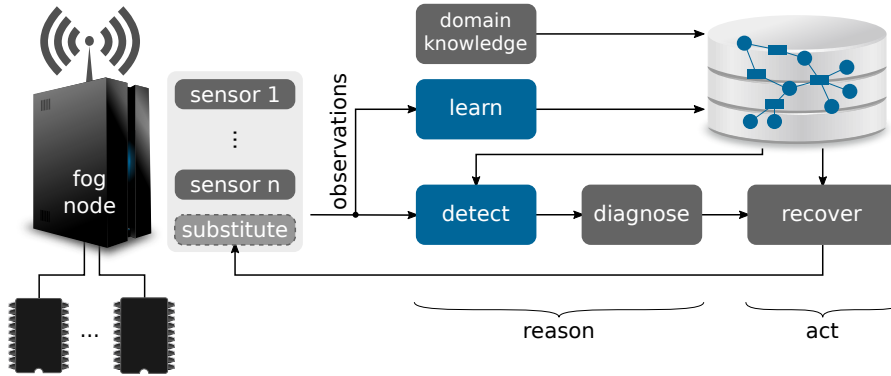 fog
node
...
sensor 1
...
sensor n
substitute
observations
domain
knowledge
learn
detect
diagnose
recover
reason
act